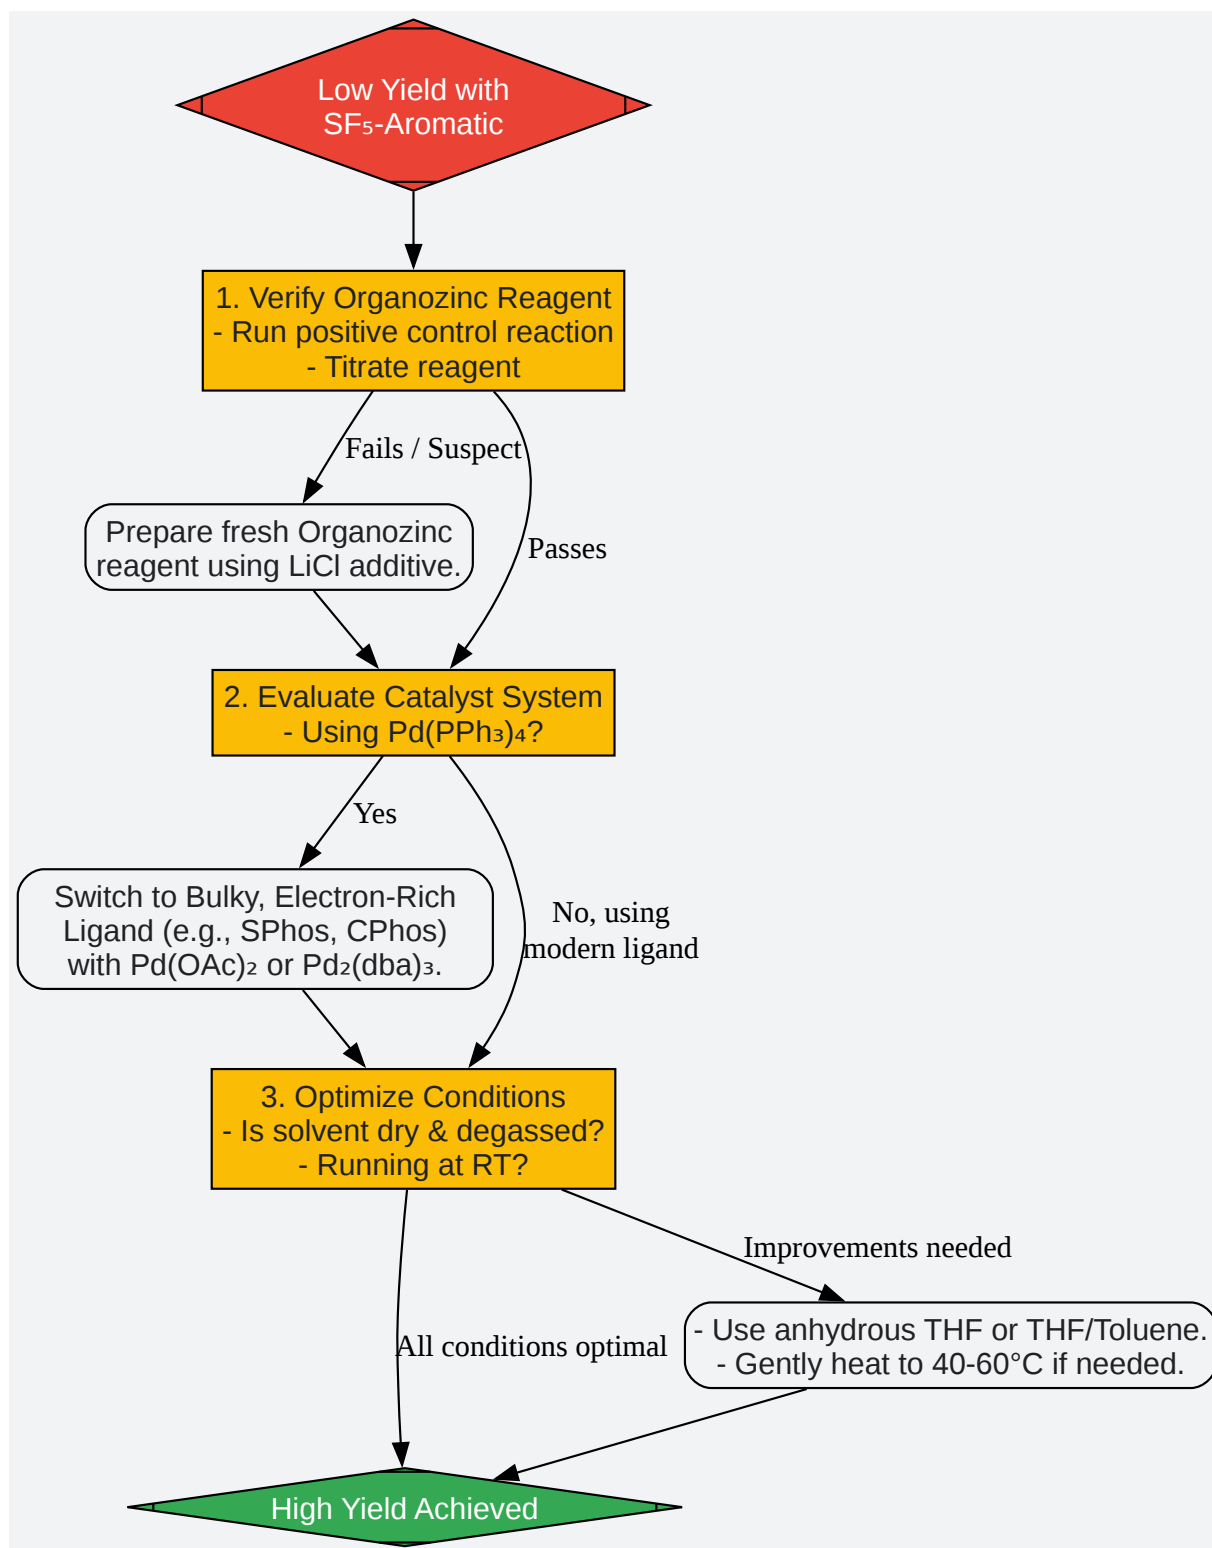 Low Yield with
SF₅-Aromatic
1. Verify Organozinc Reagent
- Run positive control reaction
- Titrate reagent
Fails / Suspect
Prepare fresh Organozinc
reagent using LiCl additive.
Passes
2. Evaluate Catalyst System
- Using Pd(PPh₃)₄?
Yes
Switch to Bulky, Electron-Rich
Ligand (e.g., SPhos, CPhos)
with Pd(OAc)₂ or Pd₂(dba)₃.
No, using
modern ligand
3. Optimize Conditions
- Is solvent dry & degassed?
- Running at RT?
Improvements needed
All conditions optimal
- Use anhydrous THF or THF/Toluene.
- Gently heat to 40-60°C if needed.
High Yield Achieved